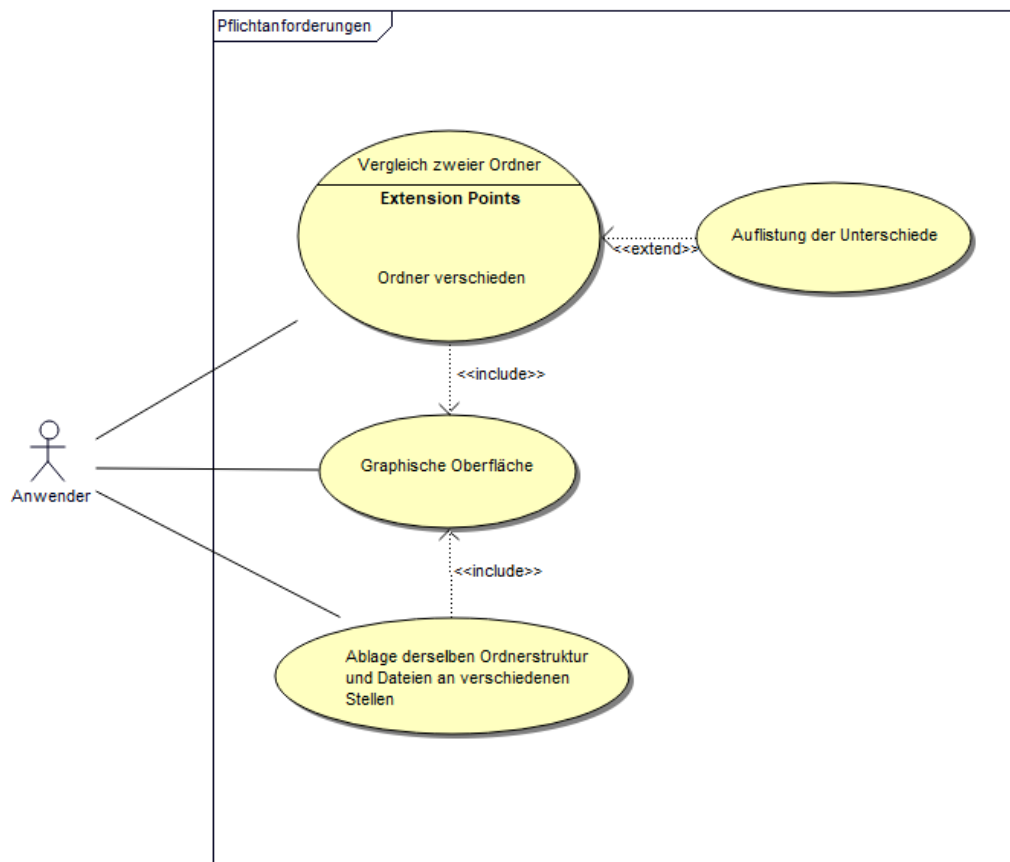 Pflichtanforderungen
Vergleich zweier Ordner
Extension Points
Ordner verschieden
<<extend>>
Auflistung der Unterschiede
<<include>>
Graphische Oberfläche
Anwender
<<include>>
Ablage derselben Ordnerstruktur
und Dateien an verschiedenen
Stellen